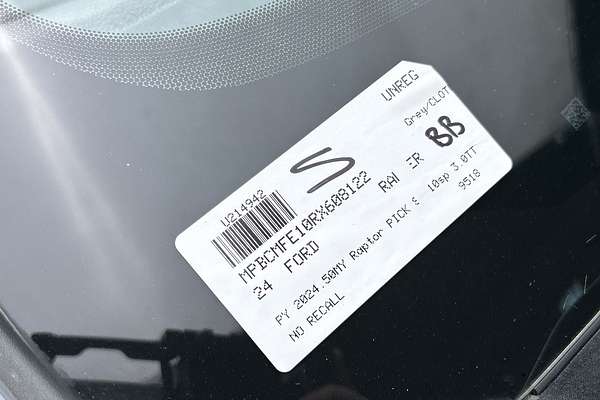 UNREG
Grey/CLOT
BB
S
U214942
MPBCMFE10RX608122
24 FORD RAN ER
PY 2024.50MY Raptor PICK S 10sp 3.0TT
NO RECALL 9518